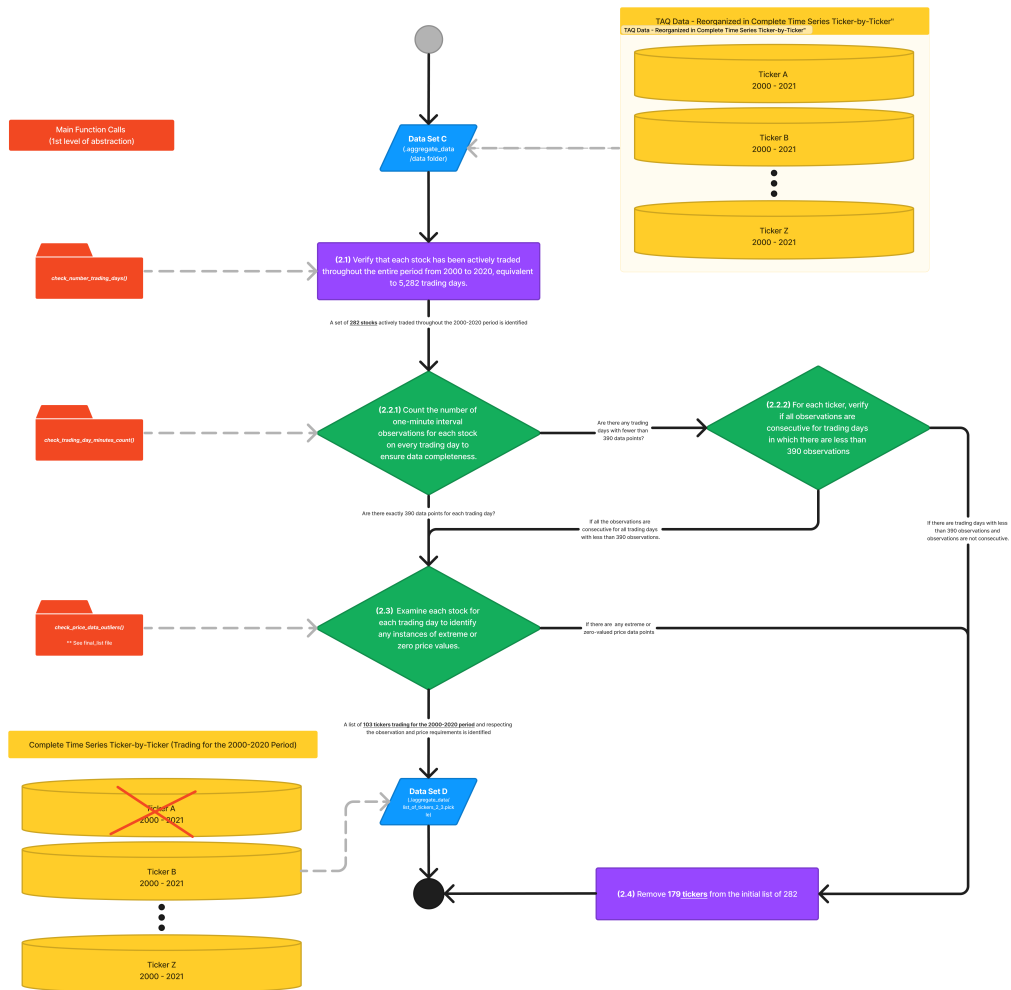 TAQ Data - Reorganized in Complete Time Series Ticker-by-Ticker"
TAQ Data - Reorganized in Complete Time Series Ticker-by-Ticker"
Ticker A
2000 - 2021
Ticker B
2000 - 2021
Ticker Z
2000 - 2021
Main Function Calls
(1st level of abstraction)
Data Set C
(.aggregate_data
/data folder)
check_number_trading_days()
(2.1) Verify that each stock has been actively traded
throughout the entire period from 2000 to 2020, equivalent
to 5,282 trading days.
A set of 282 stocks actively traded throughout the 2000-2020 period is identified
check_trading_day_minutes_count()
(2.2.1) Count the number of
one-minute interval
observations for each stock
on every trading day to
ensure data completeness.
Are there any trading
days with fewer than
390 data points?
(2.2.2) For each ticker, verify
if all observations are
consecutive for trading days
in which there are less than
390 observations
Are there exactly 390 data points for each trading day?
If all the observations are
consecutive for all trading days
with less than 390 observations.
If there are trading days with less
than 390 observations and
observations are not consecutive.
check_price_data_outliers()
** See final_list file
(2.3) Examine each stock for
each trading day to identify
any instances of extreme or
zero price values.
If there are any extreme or
zero-valued price data points
A list of 103 tickers trading for the 2000-2020 period and respecting
the observation and price requirements is identified
Complete Time Series Ticker-by-Ticker (Trading for the 2000-2020 Period)
Ticker A
2000 - 2021
Ticker B
2000 - 2021
Ticker Z
2000 - 2021
Data Set D
(.aggregate_data/
list_of_tickers_2_3.pick
le)
(2.4) Remove 179 tickers from the initial list of 282